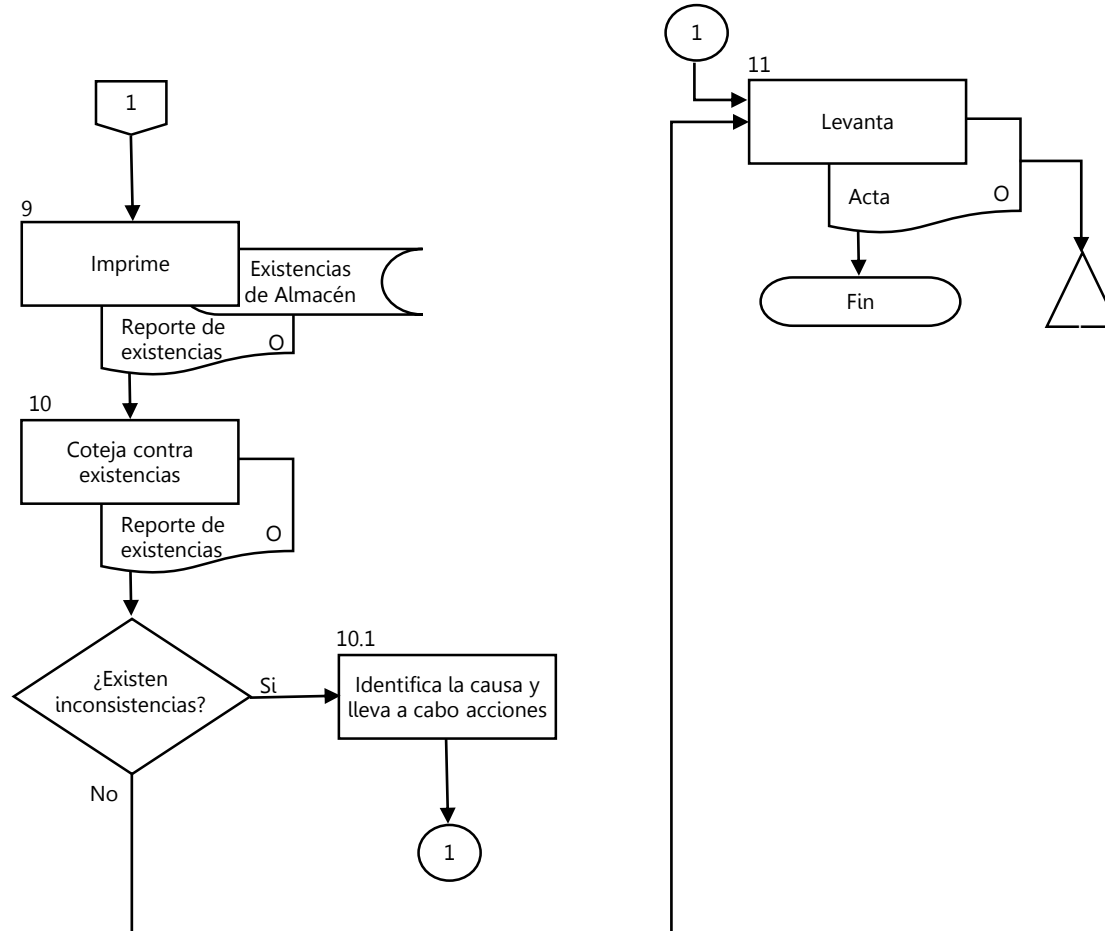 1
9
Imprime
Existencias
de Almacén
Reporte de
existencias
O
10
Coteja contra
existencias
Reporte de
existencias
O
¿Existen
inconsistencias?
Si
No
10.1
Identifica la causa y
lleva a cabo acciones
1
1
11
Levanta
Acta
O
Fin